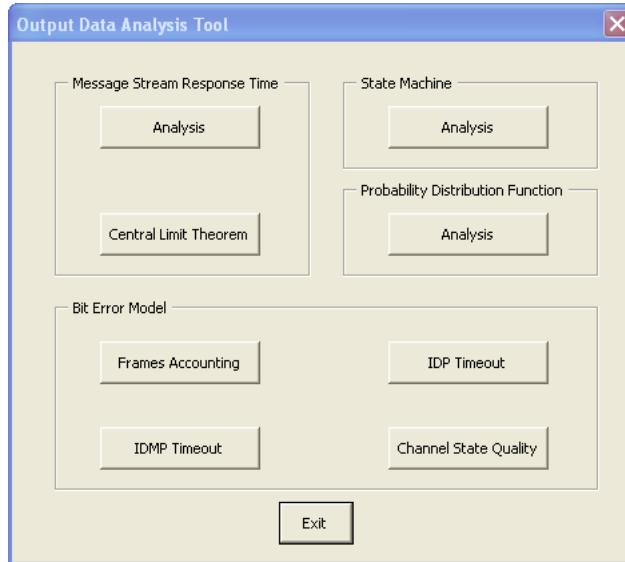 Output Data Analysis Tool
Message Stream Response Time
Analysis
Central Limit Theorem
State Machine
Analysis
Probability Distribution Function
Analysis
Bit Error Model
Frames Accounting
IDP Timeout
IDMP Timeout
Channel State Quality
Exit